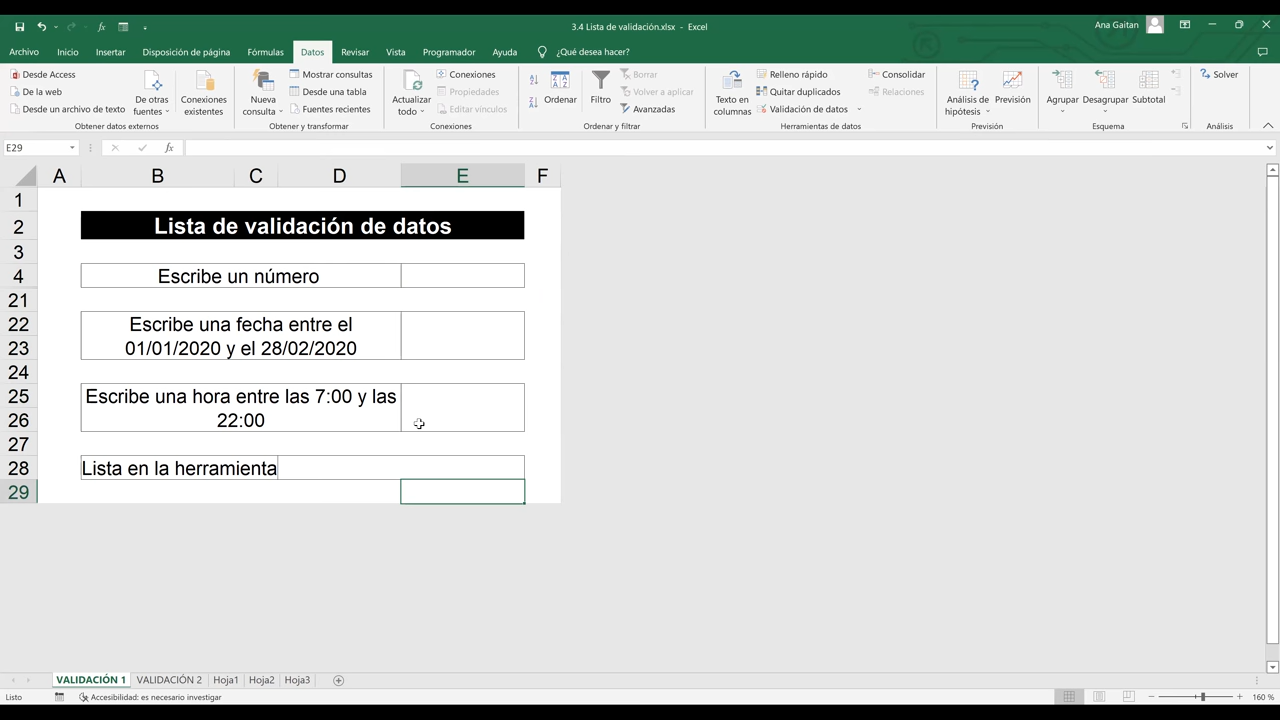 3.4 Lista de validación.xlsx - Excel
Ana Gaitan
Archivo Inicio Insertar Disposición de página Fórmulas Datos Revisar Vista Programador Ayuda ¿Qué desea hacer?
Desde Access
De la web
Desde un archivo de texto
De otras fuentes
Conexiones existentes
Obtener datos externos
Nueva consulta
Mostrar consultas
Desde una tabla
Fuentes recientes
Obtener y transformar
Actualizar todo
Conexiones
Propiedades
Editar vínculos
Conexiones
Ordenar
Filtro
Borrar
Volver a aplicar
Avanzadas
Ordenar y filtrar
Texto en columnas
Relleno rápido
Quitar duplicados
Validación de datos
Consolidar
Relaciones
Herramientas de datos
Análisis de hipótesis
Previsión
Previsión
Agrupar
Desagrupar
Subtotal
Esquema
Solver
Análisis
E29
fx
A B C D E F
1
2 Lista de validación de datos
3
4 Escribe un número
21
22 Escribe una fecha entre el
23 01/01/2020 y el 28/02/2020
24
25 Escribe una hora entre las 7:00 y las
26 22:00
27
28 Lista en la herramienta
29
VALIDACIÓN 1 VALIDACIÓN 2 Hoja1 Hoja2 Hoja3
Listo
Accesibilidad: es necesario investigar
160 %